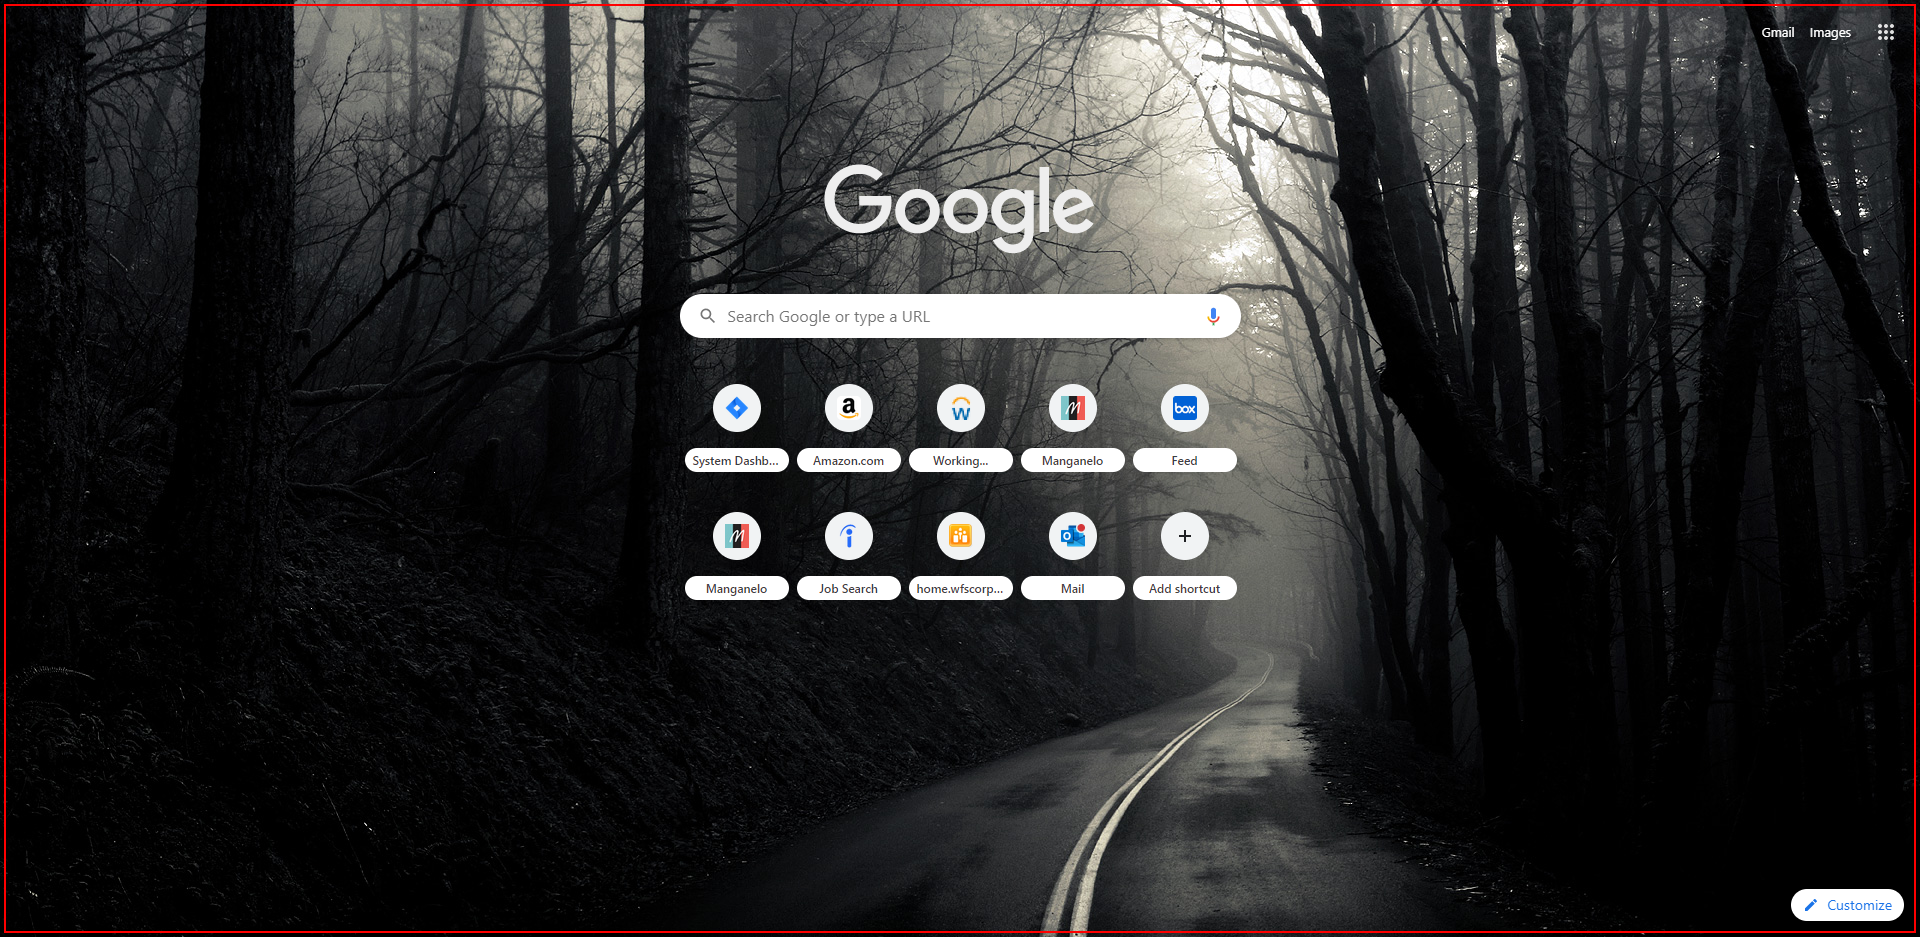 Gmail Images
Google
Search Google or type a URL
System Dashb...
Amazon.com
Working...
Manganelo
Feed
Manganelo
Job Search
home.wfscorp...
Mail
Add shortcut
Customize